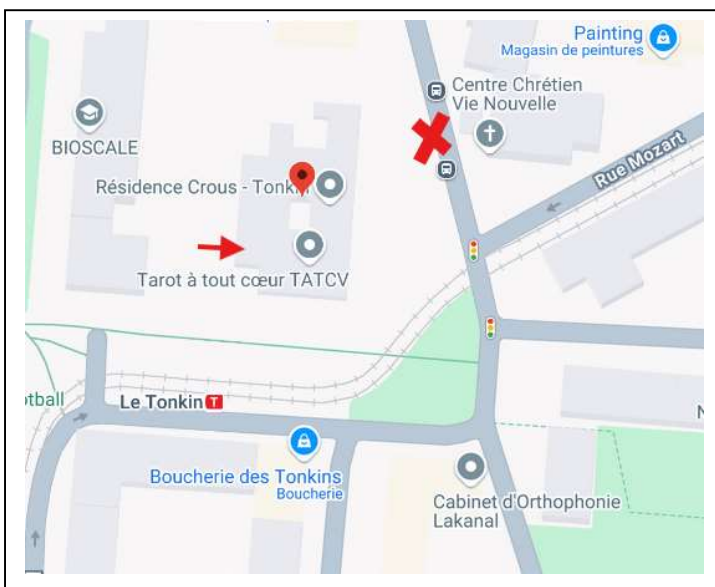 Painting
Magasin de peintures
Centre Chrétien
Vie Nouvelle
BIOSCALE
Rue Mozart
Résidence Crous - Tonkin
Tarot à tout cœur TATCV
otball
Le Tonkin T
N
Boucherie des Tonkins
Boucherie
Cabinet d'Orthophonie
Lakanal